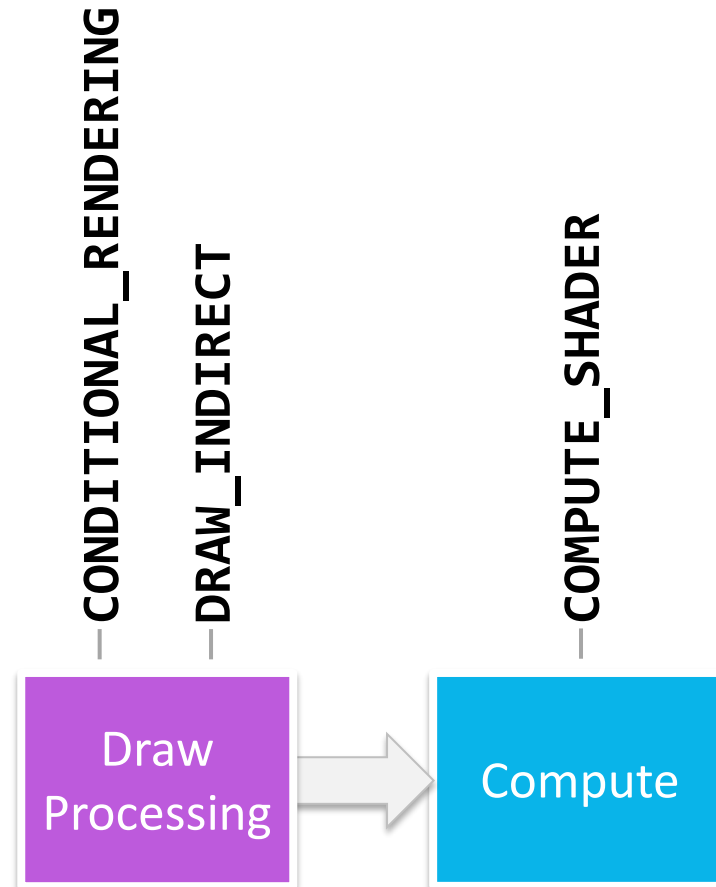 CONDITIONAL_RENDERING
DRAW_INDIRECT
COMPUTE_SHADER
Draw
Processing
Compute